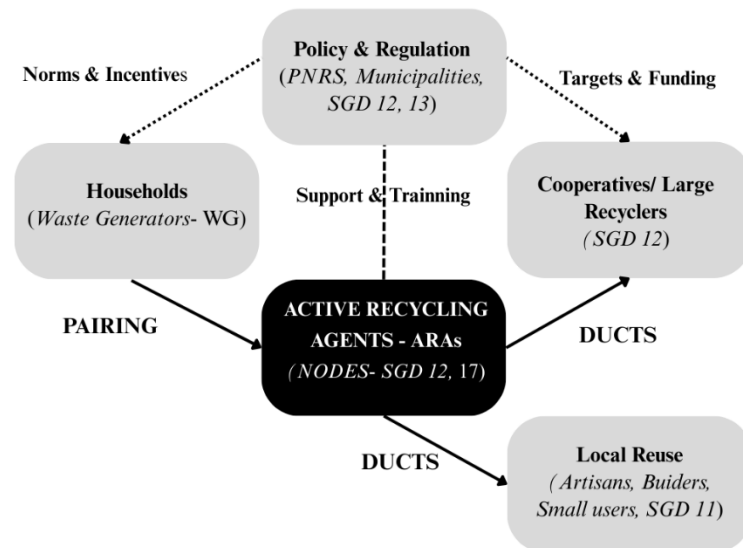 Policy & Regulation
(PNRS, Municipalities,
SGD 12, 13)
Norms & Incentives
Targets & Funding
Households
(Waste Generators- WG)
Support & Trainning
Cooperatives/ Large
Recyclers
(SGD 12)
ACTIVE RECYCLING
AGENTS - ARAs
(NODES- SGD 12, 17)
PAIRING
DUCTS
DUCTS
Local Reuse
(Artisans, Buiders,
Small users, SGD 11)